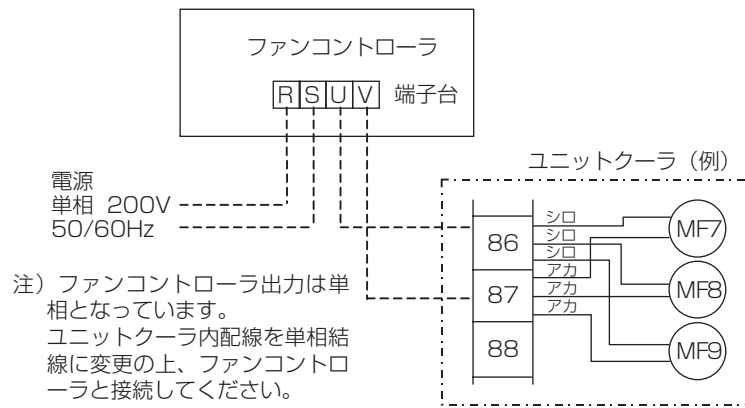 ファンコントローラ
R S U V 端子台
ユニットクーラ（例）
電源
単相 200V
50/60Hz
シロ
シロ
シロ
アカ
アカ
アカ
86
87
88
MF7
MF8
MF9
注）ファンコントローラ出力は単
相となっています。
ユニットクーラ内配線を単相結
線に変更の上、ファンコントロ
ーラと接続してください。